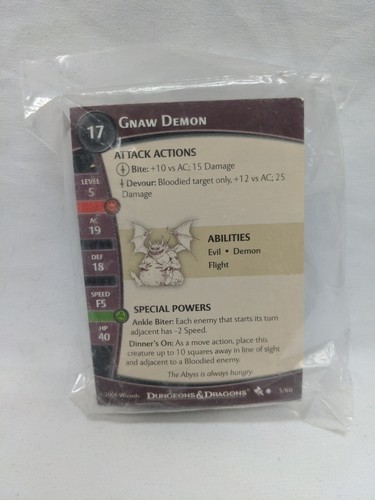 GNAW DEMON
17
ATTACK ACTIONS
Bite: +10 vs AC; 15 Damage
Devour: Bloodied target only, +12 vs AC; 25
Damage
LEVEL
5
AC
19
DEF
18
SPEED
F5
HP
40
ABILITIES
Evil • Demon
Flight
SPECIAL POWERS
Ankle Biter: Each enemy that starts its turn
adjacent has -2 Speed.
Dinner's On: As a move action, place this
creature up to 10 squares away in line of sight
and adjacent to a Bloodied enemy.
The Abyss is always hungry.
Wizards
DUNGEONS & DRAGONS